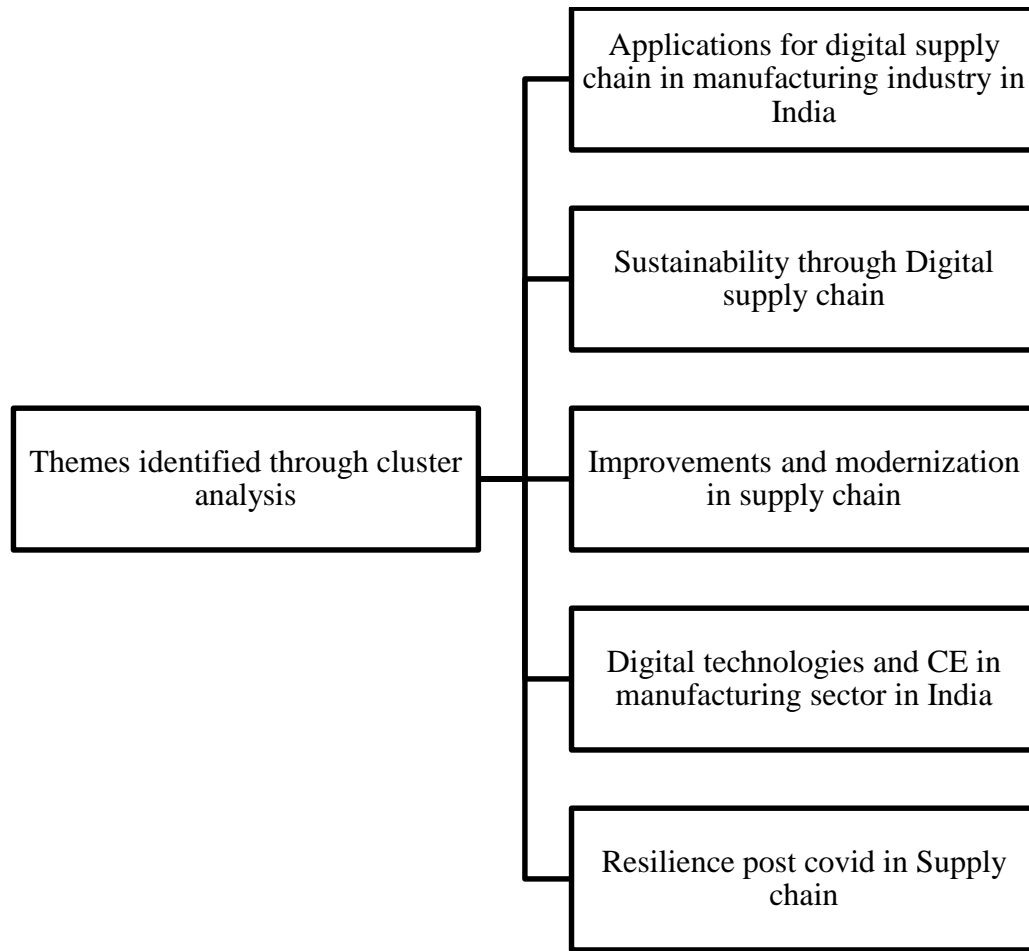 Applications for digital supply
chain in manufacturing industry in
India
Sustainability through Digital
supply chain
Themes identified through cluster
analysis
Improvements and modernization
in supply chain
Digital technologies and CE in
manufacturing sector in India
Resilience post covid in Supply
chain